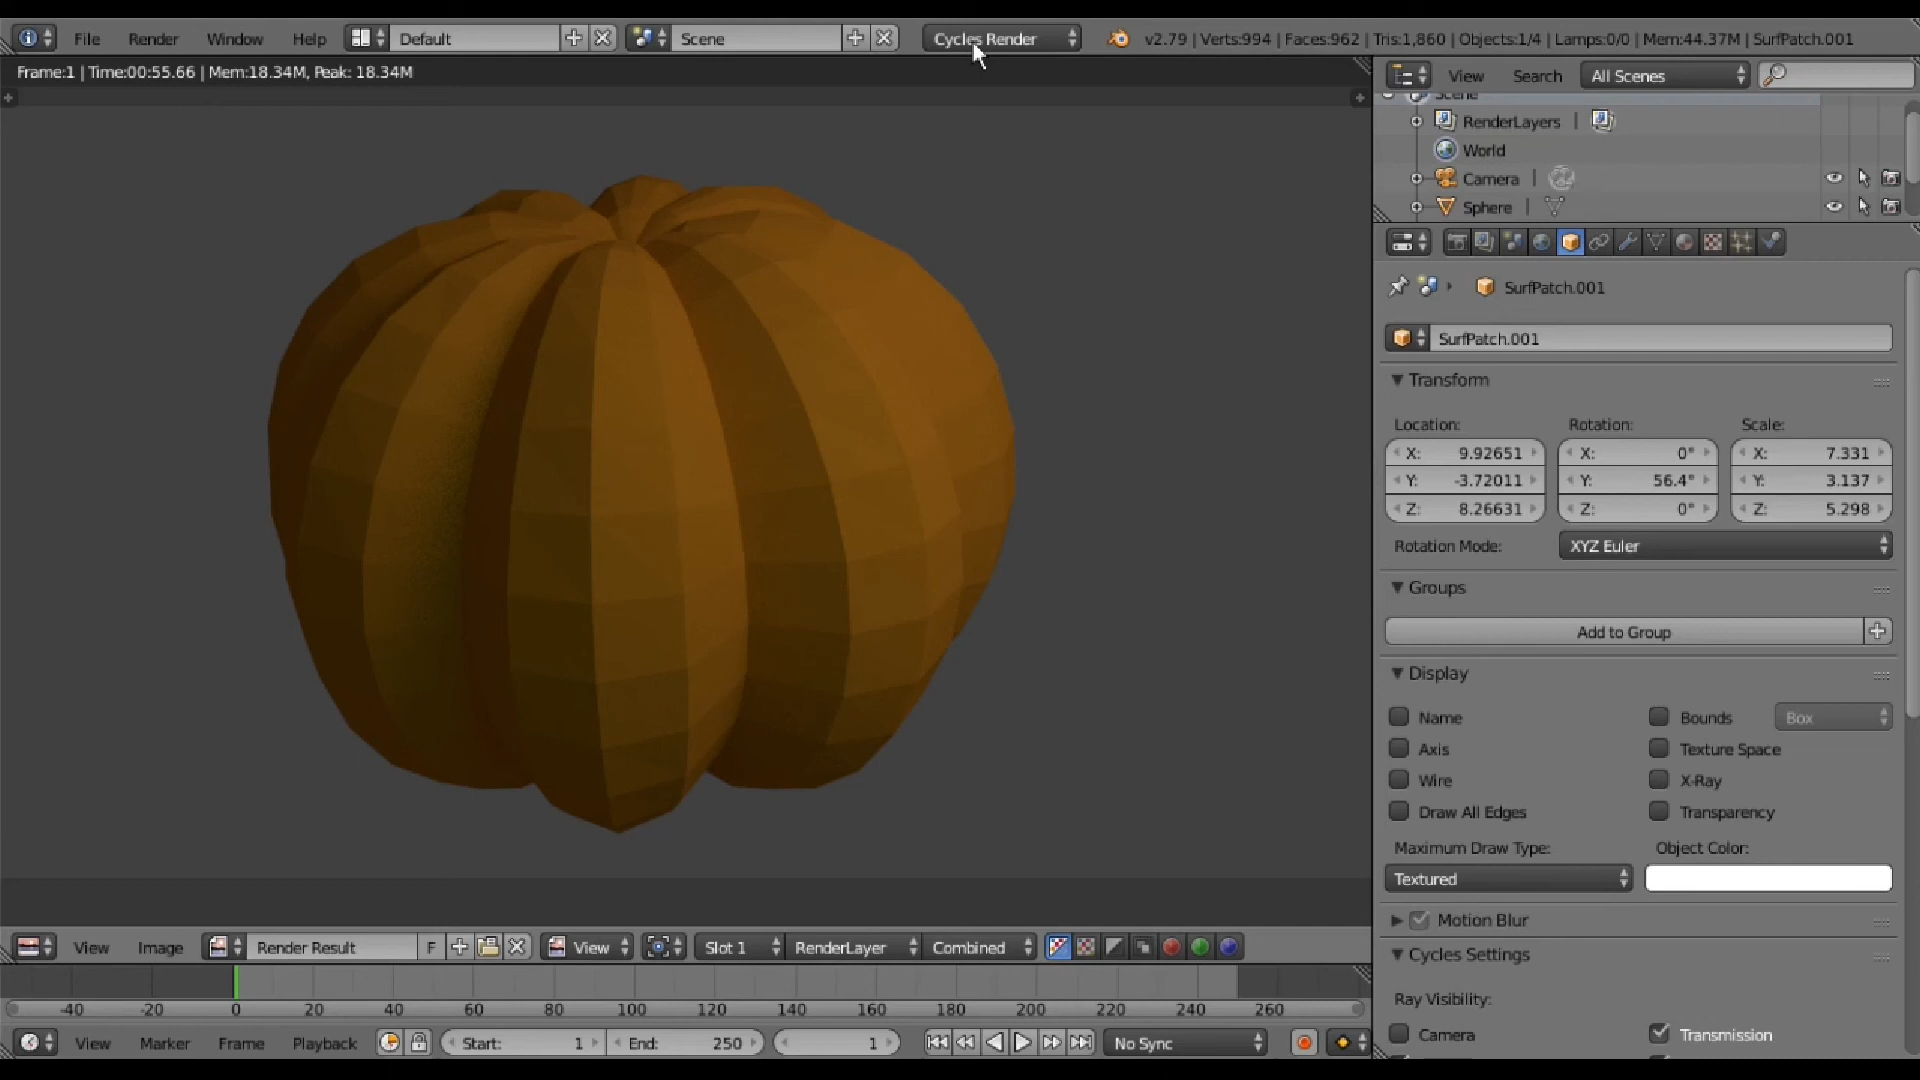 File Render Window Help Default Scene Cycles Render v2.79 | Verts:994 | Faces:962 | Tris:1,860 | Objects:1/4 | Lamps:0/0 | Mem:44.37M | SurfPatch.001
Frame:1 | Time:00:55.66 | Mem:18.34M, Peak: 18.34M
View Search All Scenes
Scene
RenderLayers |
World
Camera |
Sphere |
SurfPatch.001
SurfPatch.001
Transform
Location: Rotation: Scale:
X: 9.92651 X: 0° X: 7.331
Y: -3.72011 Y: 56.4° Y: 3.137
Z: 8.26631 Z: 0° Z: 5.298
Rotation Mode: XYZ Euler
Groups
Add to Group
Display
Name Bounds Box
Axis Texture Space
Wire X-Ray
Draw All Edges Transparency
Maximum Draw Type: Object Color:
Textured
Motion Blur
Cycles Settings
Ray Visibility:
Camera Transmission
View Image Render Result F View Slot 1 RenderLayer Combined
-40 -20 0 20 40 60 80 100 120 140 160 180 200 220 240 260
View Marker Frame Playback Start: 1 End: 250 1 No Sync